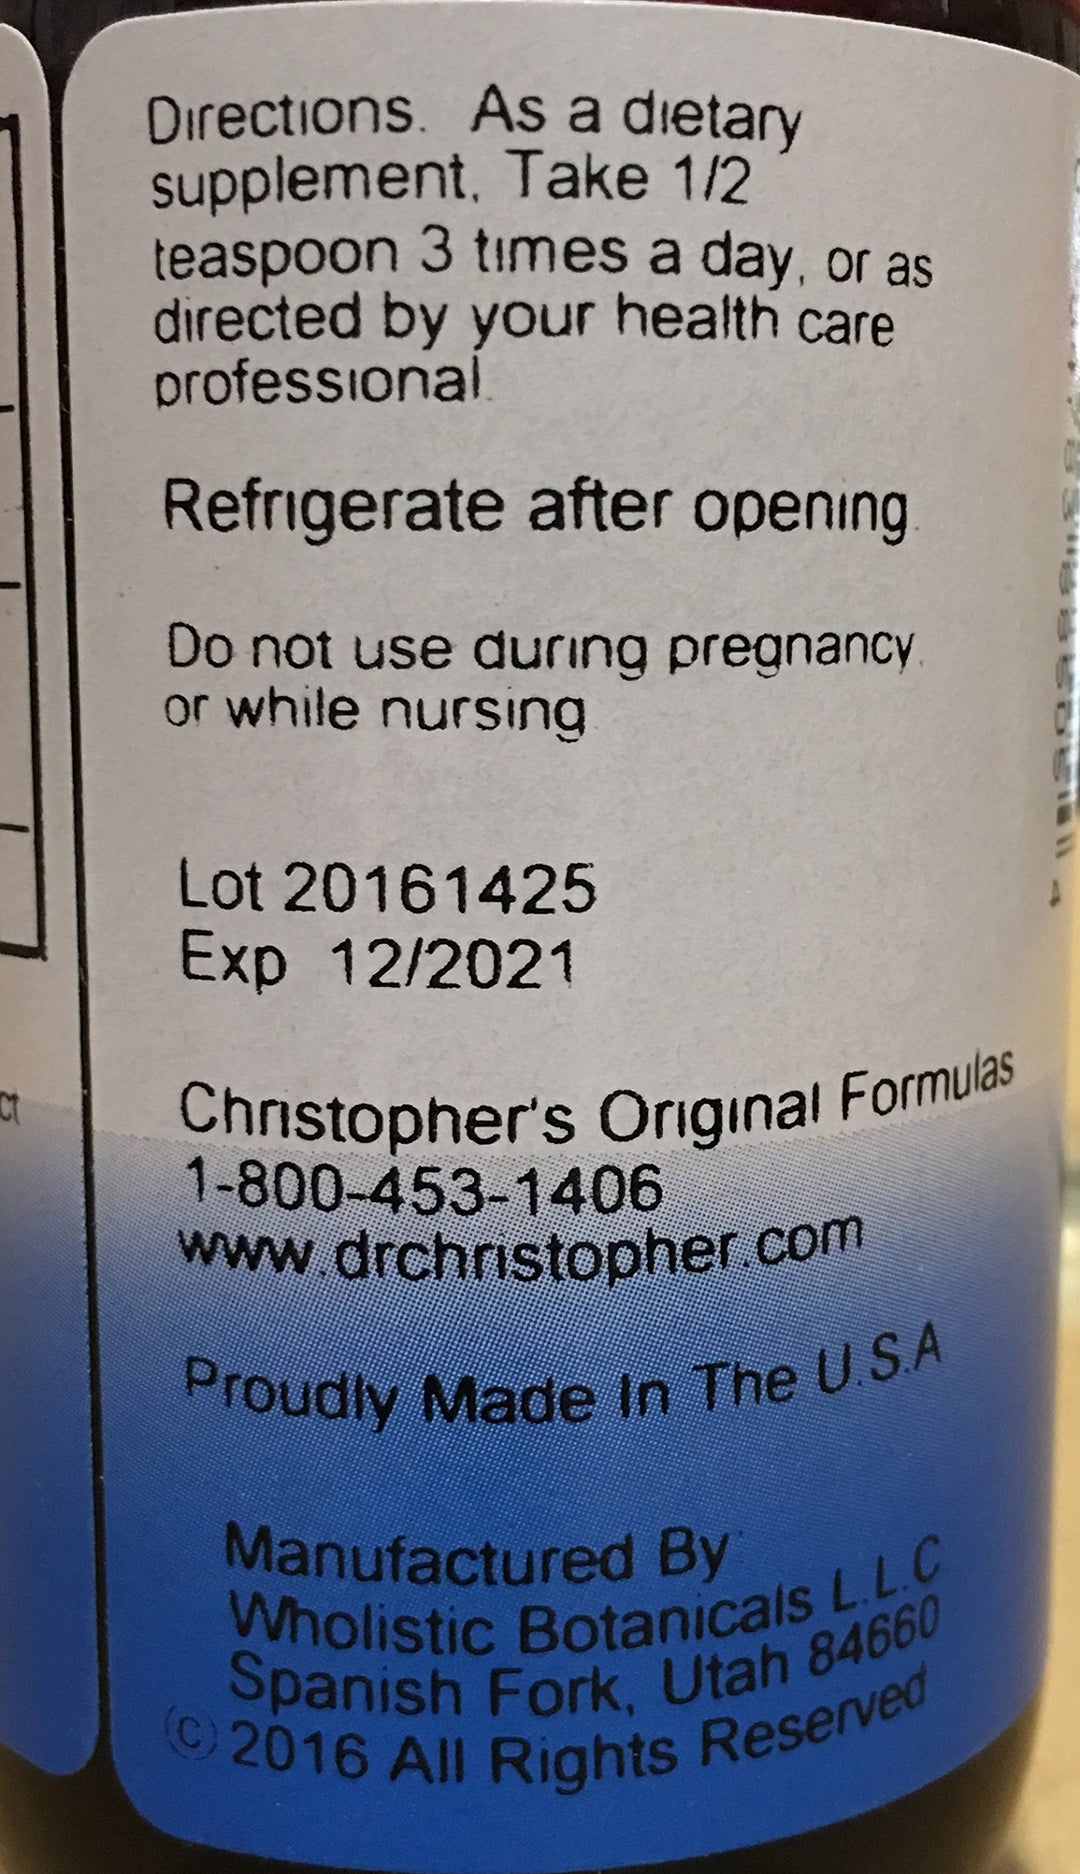 Directions. As a dietary
supplement, Take 1/2
teaspoon 3 times a day, or as
directed by your health care
professional.
Refrigerate after opening.
Do not use during pregnancy
or while nursing
Lot 20161425
Exp 12/2021
Christopher's Original Formulas
1-800-453-1406
www.drchristopher.com
Proudly Made In The U.S.A
Manufactured By
Wholistic Botanicals L.L.C
Spanish Fork, Utah 84660
(c) 2016 All Rights Reserved
ct